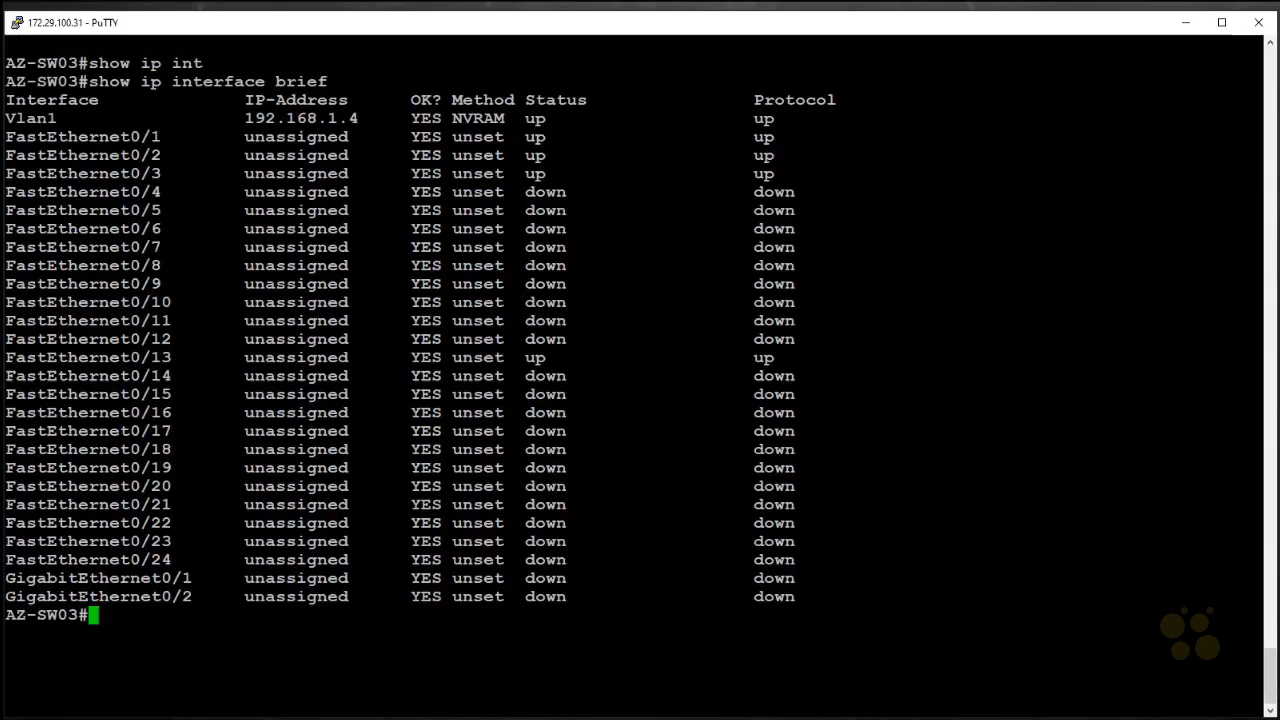 172.29.100.31 - PuTTY
AZ-SW03#show ip int
AZ-SW03#show ip interface brief
Interface IP-Address OK? Method Status Protocol
Vlan1 192.168.1.4 YES NVRAM up up
FastEthernet0/1 unassigned YES unset up up
FastEthernet0/2 unassigned YES unset up up
FastEthernet0/3 unassigned YES unset up up
FastEthernet0/4 unassigned YES unset down down
FastEthernet0/5 unassigned YES unset down down
FastEthernet0/6 unassigned YES unset down down
FastEthernet0/7 unassigned YES unset down down
FastEthernet0/8 unassigned YES unset down down
FastEthernet0/9 unassigned YES unset down down
FastEthernet0/10 unassigned YES unset down down
FastEthernet0/11 unassigned YES unset down down
FastEthernet0/12 unassigned YES unset down down
FastEthernet0/13 unassigned YES unset up up
FastEthernet0/14 unassigned YES unset down down
FastEthernet0/15 unassigned YES unset down down
FastEthernet0/16 unassigned YES unset down down
FastEthernet0/17 unassigned YES unset down down
FastEthernet0/18 unassigned YES unset down down
FastEthernet0/19 unassigned YES unset down down
FastEthernet0/20 unassigned YES unset down down
FastEthernet0/21 unassigned YES unset down down
FastEthernet0/22 unassigned YES unset down down
FastEthernet0/23 unassigned YES unset down down
FastEthernet0/24 unassigned YES unset down down
GigabitEthernet0/1 unassigned YES unset down down
GigabitEthernet0/2 unassigned YES unset down down
AZ-SW03#